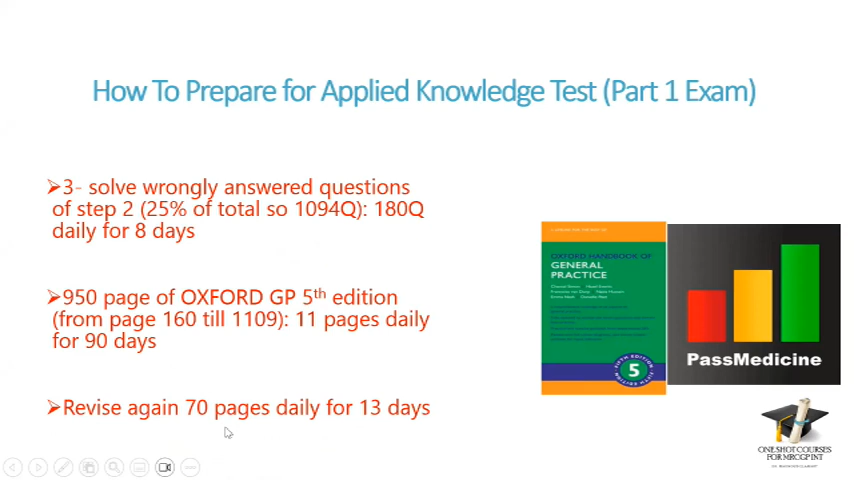 How To Prepare for Applied Knowledge Test (Part 1 Exam)
➢3- solve wrongly answered questions
of step 2 (25% of total so 1094Q): 180Q
daily for 8 days
➢950 page of OXFORD GP 5th edition
(from page 160 till 1109): 11 pages daily
for 90 days
➢Revise again 70 pages daily for 13 days
OXFORD HANDBOOK OF
GENERAL
PRACTICE
FIFTH EDITION
5
PassMedicine
ONE SHOT COURSES
FOR MRCGP INT